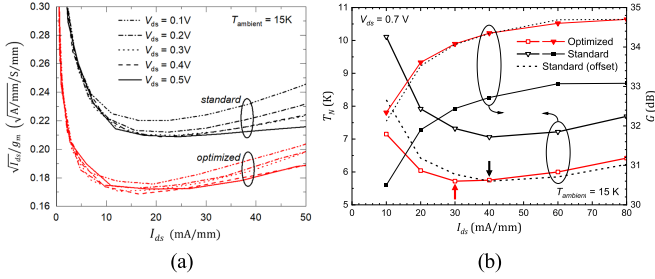 (a)
0.28
0.26
0.24
0.22
0.20
0.18
0.16
√I_ds/g_m (√A/mm/S/mm)
V_ds = 0.1V
V_ds = 0.2V
V_ds = 0.3V
V_ds = 0.4V
V_ds = 0.5V
T_ambient = 15K
standard
optimized
0 10 20 30 40 50
I_ds (mA/mm)
(a)
V_ds = 0.7 V
11
10
9
8
7
6
5
T_N (K)
Optimized
Standard
Standard (offset)
T_ambient = 15 K
35
34
33
32
31
30
G (dB)
0 20 40 60 80
I_ds (mA/mm)
(b)